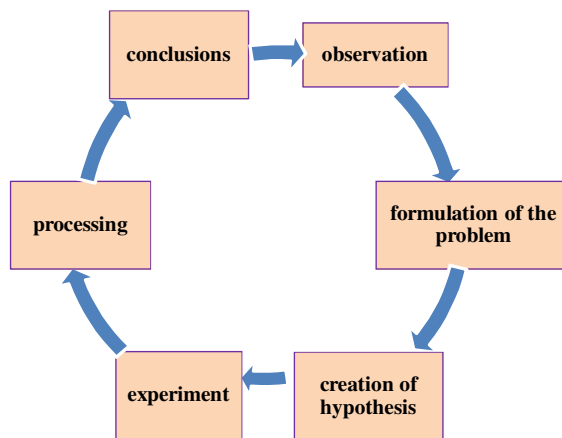 conclusions
observation
formulation of the
problem
creation of
hypothesis
experiment
processing